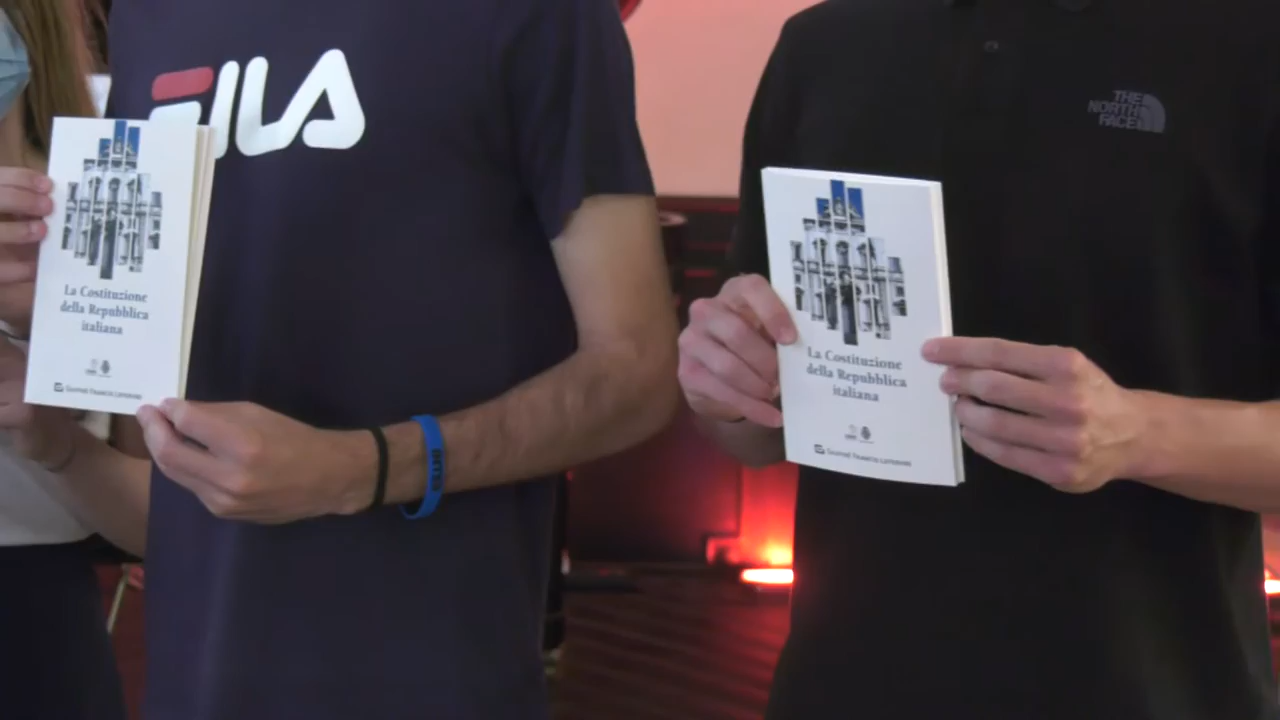 FILA
THE
NORTH
FACE
La Costituzione
della Repubblica
italiana
La Costituzione
della Repubblica
italiana